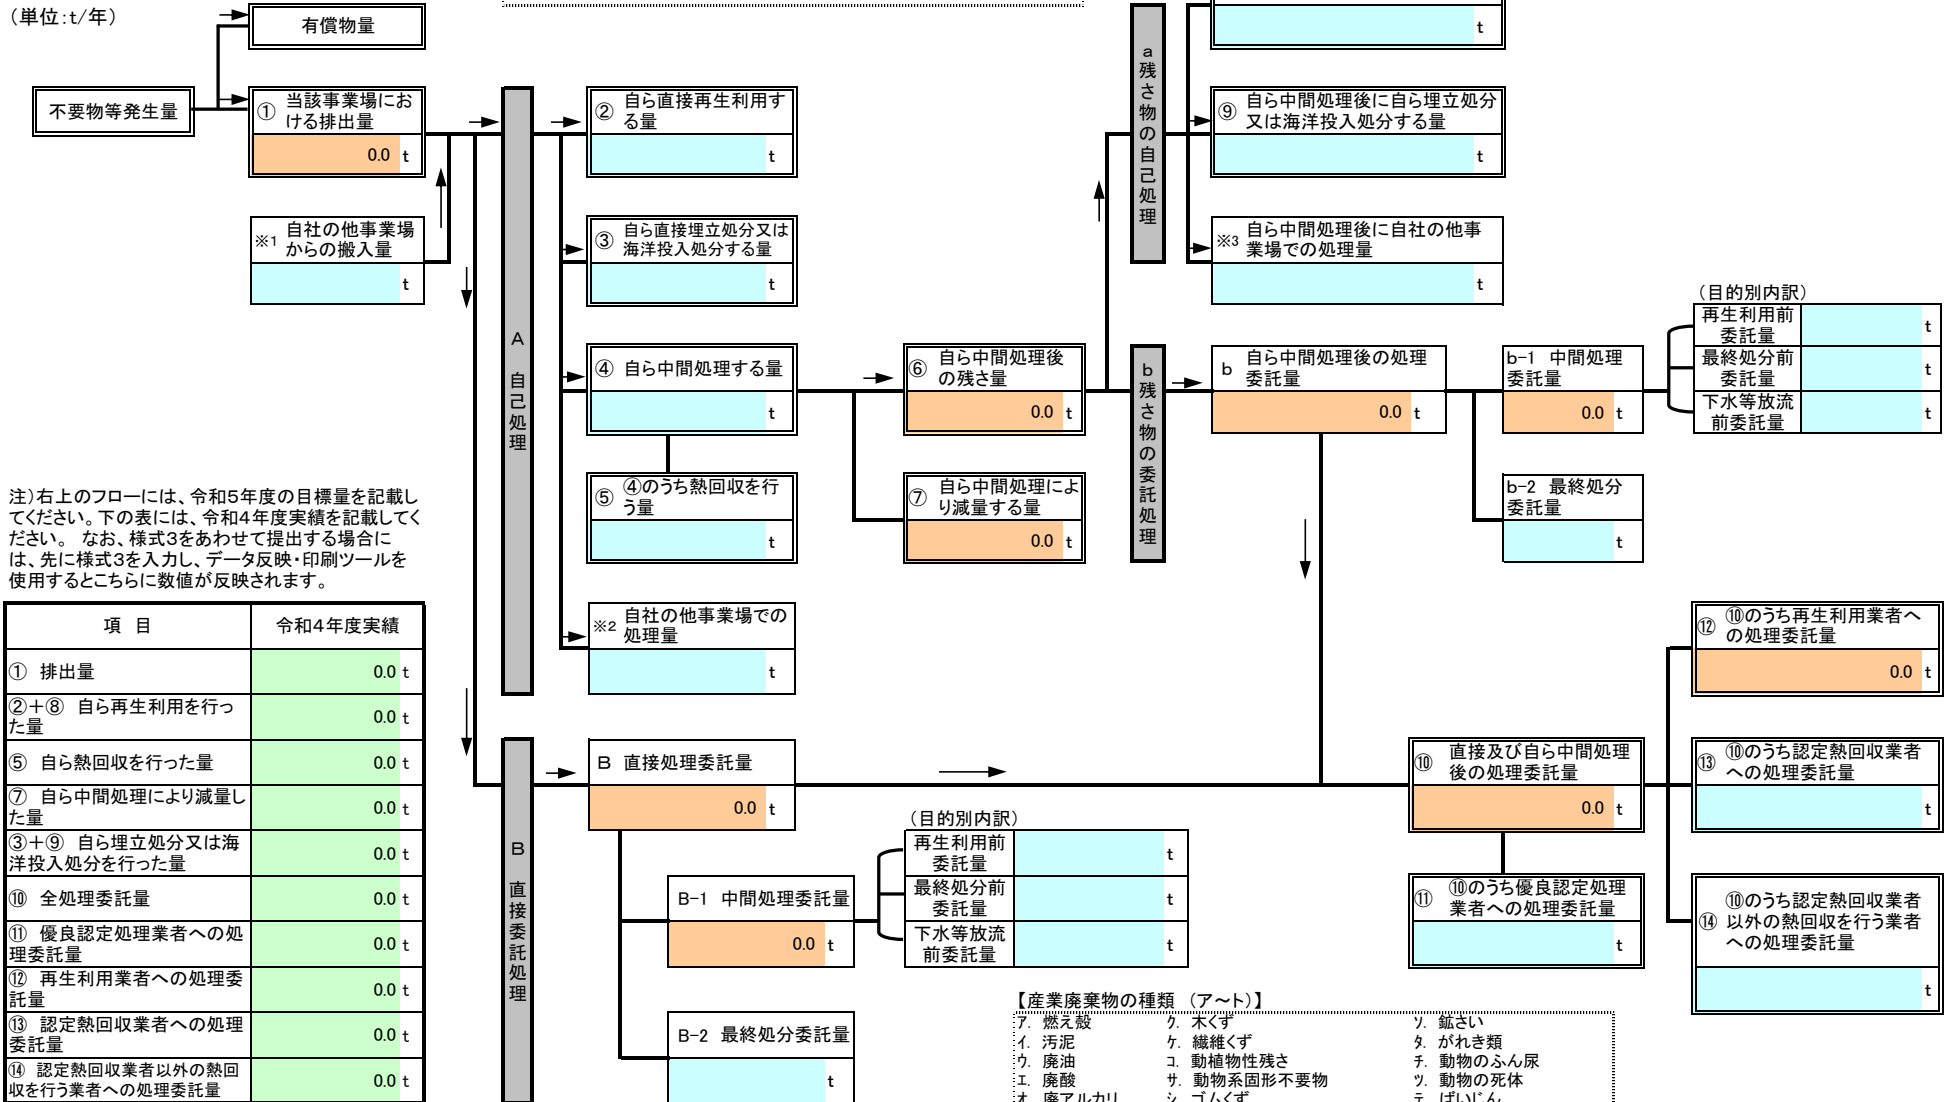 （単位：t/年）
有償物量
不要物等発生量
① 当該事業場にお
ける排出量
0.0 t
※1 自社の他事業場
からの搬入量
t
A 自己処理
② 自ら直接再生利用す
る量
t
③ 自ら直接埋立処分又は
海洋投入処分する量
t
④ 自ら中間処理する量
t
⑤ ④のうち熱回収を行
う量
t
※2 自社の他事業場での
処理量
t
⑥ 自ら中間処理後
の残さ量
0.0 t
⑦ 自ら中間処理によ
り減量する量
0.0 t
a 残さ物の自己処理
t
⑨ 自ら中間処理後に自ら埋立処分
又は海洋投入処分する量
t
※3 自ら中間処理後に自社の他事
業場での処理量
t
b 残さ物の委託処理
b 自ら中間処理後の処理
委託量
0.0 t
b-1 中間処理
委託量
0.0 t
（目的別内訳）
再生利用前
委託量
t
最終処分前
委託量
t
下水等放流
前委託量
t
b-2 最終処分
委託量
t
注）右上のフローには、令和５年度の目標量を記載し
てください。下の表には、令和４年度実績を記載してく
ださい。 なお、様式３をあわせて提出する場合に
は、先に様式３を入力し、データ反映・印刷ツールを
使用するとこちらに数値が反映されます。
項 目 令和４年度実績
① 排出量 0.0 t
②＋⑧ 自ら再生利用を行っ
た量 0.0 t
⑤ 自ら熱回収を行った量 0.0 t
⑦ 自ら中間処理により減量し
た量 0.0 t
③＋⑨ 自ら埋立処分又は海
洋投入処分を行った量 0.0 t
⑩ 全処理委託量 0.0 t
⑪ 優良認定処理業者への処
理委託量 0.0 t
⑫ 再生利用業者への処理委
託量 0.0 t
⑬ 認定熱回収業者への処理
委託量 0.0 t
⑭ 認定熱回収業者以外の熱回
収を行う業者への処理委託量 0.0 t
B 直接委託処理
B 直接処理委託量
0.0 t
B-1 中間処理委託量
0.0 t
（目的別内訳）
再生利用前
委託量
t
最終処分前
委託量
t
下水等放流
前委託量
t
B-2 最終処分委託量
t
⑩ 直接及び自ら中間処理
後の処理委託量
0.0 t
⑪ ⑩のうち優良認定処理
業者への処理委託量
t
⑫ ⑩のうち再生利用業者へ
の処理委託量
0.0 t
⑬ ⑩のうち認定熱回収業者
への処理委託量
t
⑭ ⑩のうち認定熱回収業者
以外の熱回収を行う業者
への処理委託量
t
【産業廃棄物の種類 （ア～ト）】
ｱ. 燃え殻 ｸ. 木くず ｿ. 鉱さい
ｲ. 汚泥 ｹ. 繊維くず ﾀ. がれき類
ｳ. 廃油 ｺ. 動植物性残さ ﾁ. 動物のふん尿
ｴ. 廃酸 ｻ. 動物系固形不要物 ﾂ. 動物の死体
ｵ. 廃アルカリ ｼ. ゴムくず ﾃ. ばいじん